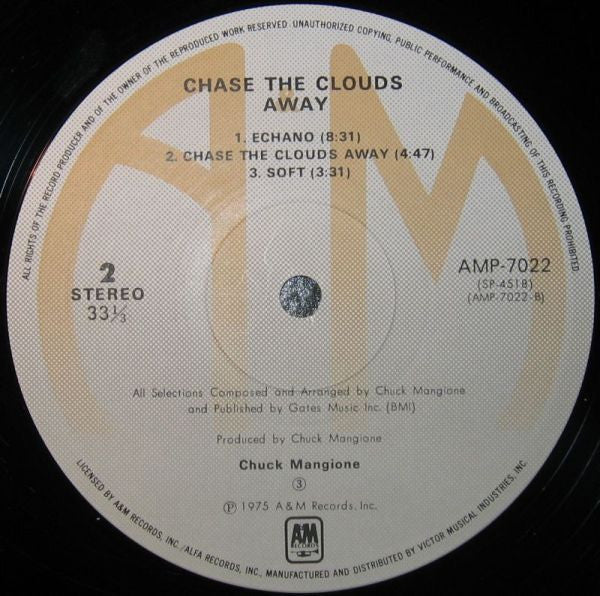 ALL RIGHTS OF THE RECORD PRODUCER AND OF THE OWNER OF THE REPRODUCED WORK RESERVED · UNAUTHORIZED COPYING, PUBLIC PERFORMANCE AND BROADCASTING OF THIS RECORDING PROHIBITED
CHASE THE CLOUDS
AWAY
1. ECHANO (8:31)
2. CHASE THE CLOUDS AWAY (4:47)
3. SOFT (3:31)
2
STEREO
33⅓
AMP-7022
(SP-4518)
(AMP-7022-B)
All Selections Composed and Arranged by Chuck Mangione
and Published by Gates Music Inc. (BMI)
Produced by Chuck Mangione
Chuck Mangione
③
℗ 1975 A&M Records, Inc.
A&M
RECORDS
LICENSED BY A&M RECORDS, INC./ALFA RECORDS, INC., MANUFACTURED AND DISTRIBUTED BY VICTOR MUSICAL INDUSTRIES, INC.